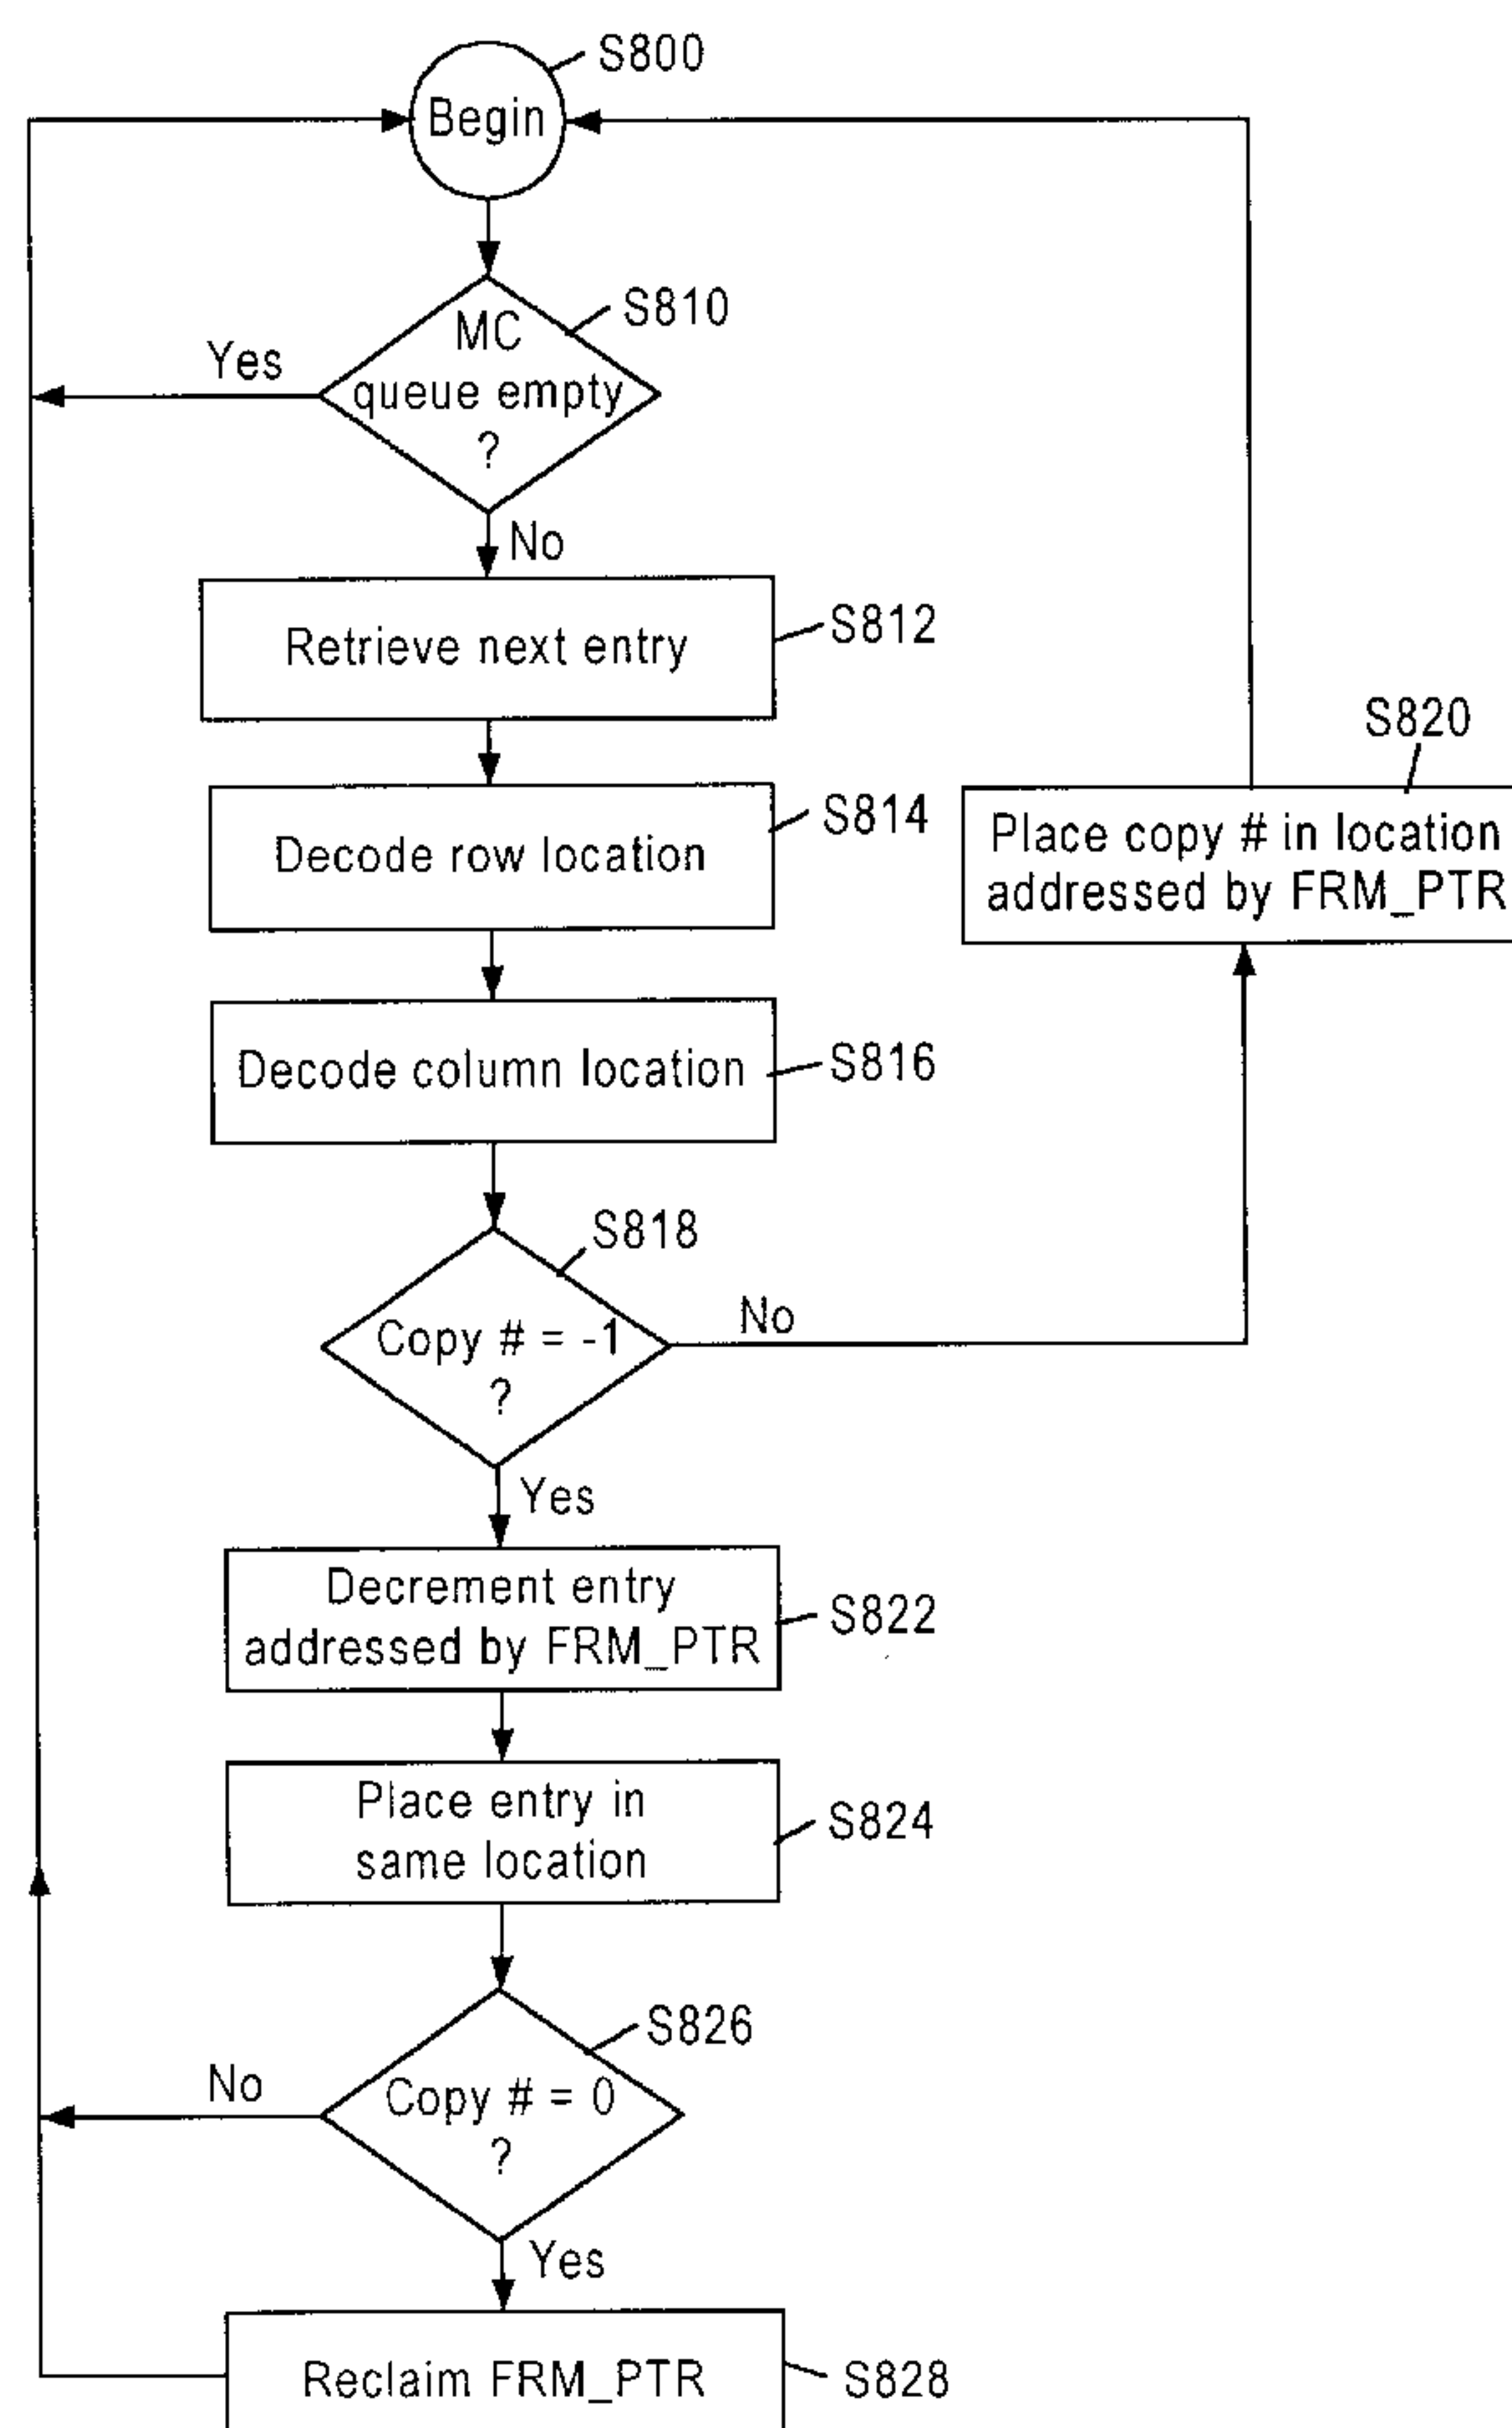 S800
Begin
S810
MC
queue empty
?
Yes
No
Retrieve next entry
S812
Decode row location
S814
S820
Place copy # in location
addressed by FRM_PTR
Decode column location
S816
S818
Copy # = -1
?
No
Yes
Decrement entry
addressed by FRM_PTR
S822
Place entry in
same location
S824
S826
Copy # = 0
?
No
Yes
Reclaim FRM_PTR
S828